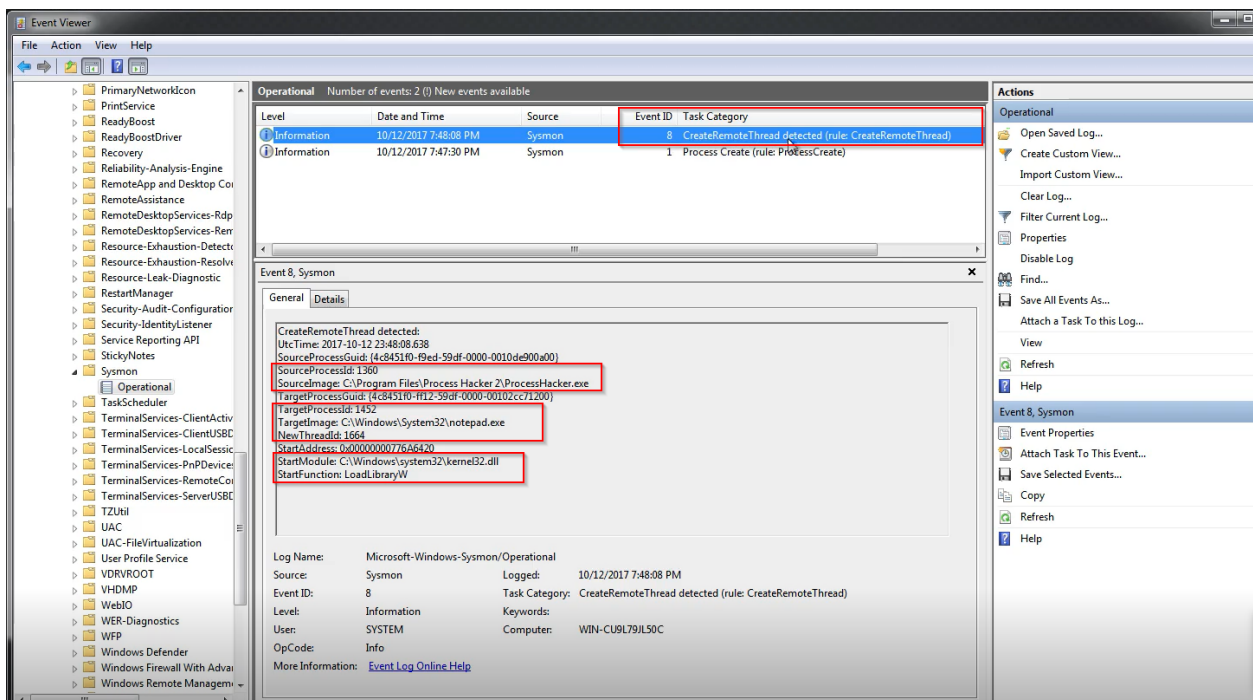 Event Viewer
File Action View Help
PrimaryNetworkIcon
PrintService
ReadyBoost
ReadyBoostDriver
Recovery
Reliability-Analysis-Engine
RemoteApp and Desktop Co
RemoteAssistance
RemoteDesktopServices-Rdp
RemoteDesktopServices-Rem
Resource-Exhaustion-Detect
Resource-Exhaustion-Resolve
Resource-Leak-Diagnostic
RestartManager
Security-Audit-Configuration
Security-IdentityListener
Service Reporting API
StickyNotes
Sysmon
Operational
TaskScheduler
TerminalServices-ClientActiv
TerminalServices-ClientUSBD
TerminalServices-LocalSessic
TerminalServices-PnPDevice
TerminalServices-RemoteCo
TerminalServices-ServerUSBD
TZUtil
UAC
UAC-FileVirtualization
User Profile Service
VDRVROOT
VHDMP
WebIO
WER-Diagnostics
WFP
Windows Defender
Windows Firewall With Adva
Windows Remote Managem
Operational Number of events: 2 (!) New events available
Level Date and Time Source Event ID Task Category
Information 10/12/2017 7:48:08 PM Sysmon 8 CreateRemoteThread detected (rule: CreateRemoteThread)
Information 10/12/2017 7:47:30 PM Sysmon 1 Process Create (rule: ProcessCreate)
Event 8, Sysmon
General Details
CreateRemoteThread detected:
UtcTime: 2017-10-12 23:48:08.638
SourceProcessGuid: {4c8451f0-f9ed-59df-0000-0010de900a00}
SourceProcessId: 1360
SourceImage: C:\Program Files\Process Hacker 2\ProcessHacker.exe
TargetProcessGuid: {4c8451f0-ff12-59df-0000-00102cc71200}
TargetProcessId: 1452
TargetImage: C:\Windows\System32\notepad.exe
NewThreadId: 1664
StartAddress: 0x00000000776A6420
StartModule: C:\Windows\system32\kernel32.dll
StartFunction: LoadLibraryW
Log Name: Microsoft-Windows-Sysmon/Operational
Source: Sysmon Logged: 10/12/2017 7:48:08 PM
Event ID: 8 Task Category: CreateRemoteThread detected (rule: CreateRemoteThread)
Level: Information Keywords:
User: SYSTEM Computer: WIN-CU9L79JL50C
OpCode: Info
More Information: Event Log Online Help
Actions
Operational
Open Saved Log...
Create Custom View...
Import Custom View...
Clear Log...
Filter Current Log...
Properties
Disable Log
Find...
Save All Events As...
Attach a Task To this Log...
View
Refresh
Help
Event 8, Sysmon
Event Properties
Attach Task To This Event...
Save Selected Events...
Copy
Refresh
Help